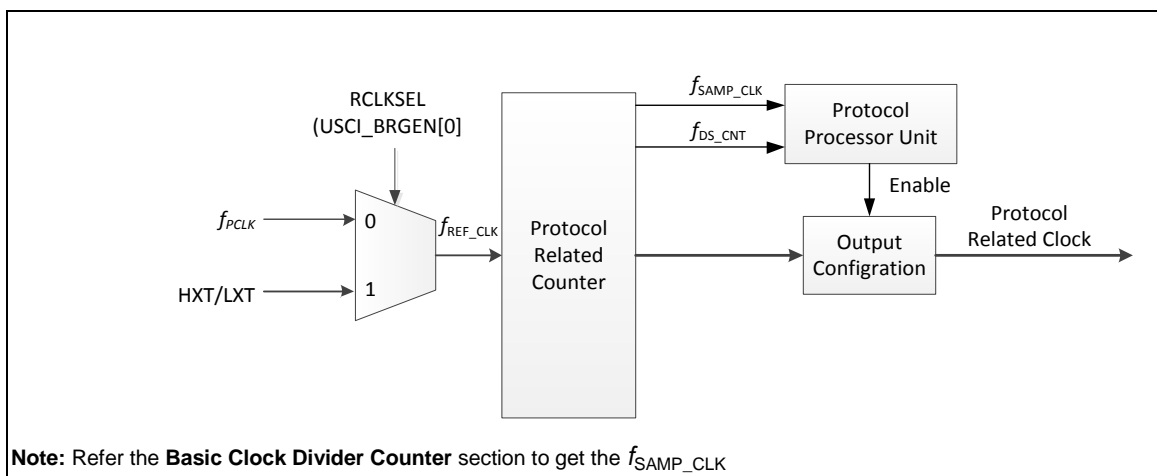 RCLKSEL
(USCI_BRGEN[0]
fPCLK
0
HXT/LXT
1
fREF_CLK
Protocol
Related
Counter
fSAMP_CLK
fDS_CNT
Protocol
Processor Unit
Enable
Output
Configration
Protocol
Related Clock
Note: Refer the Basic Clock Divider Counter section to get the fSAMP_CLK